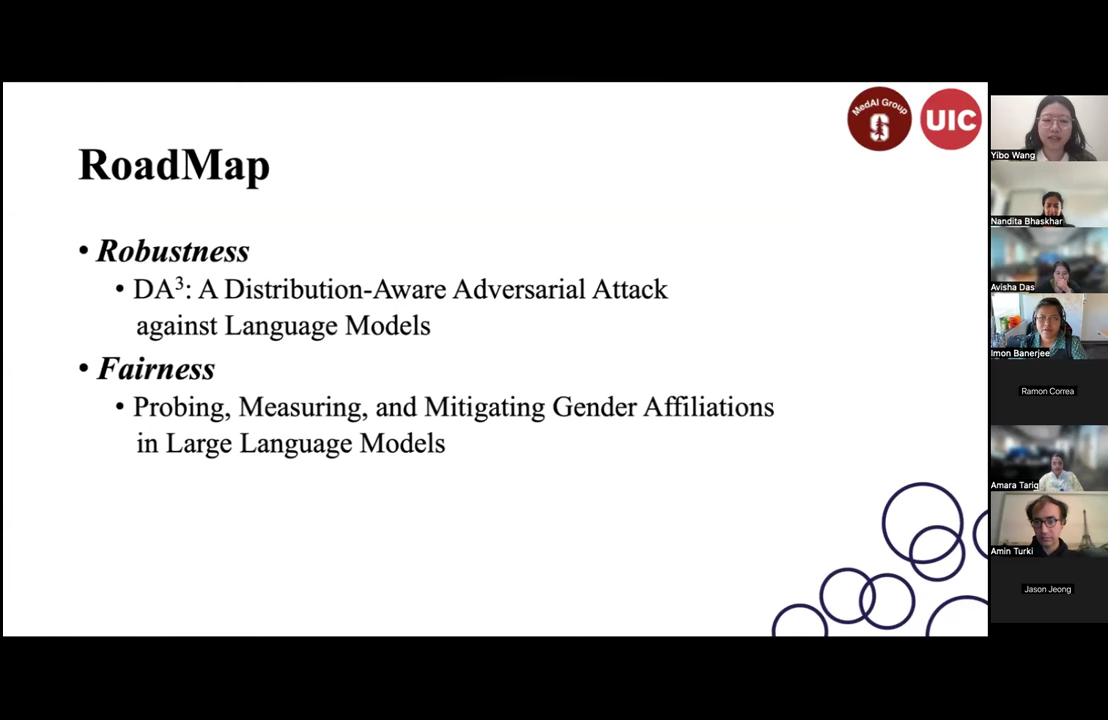 MedAI Group
S
UIC
RoadMap
• Robustness
• DA³: A Distribution-Aware Adversarial Attack
against Language Models
• Fairness
• Probing, Measuring, and Mitigating Gender Affiliations
in Large Language Models
Yibo Wang
Nandita Bhaskhar
Avisha Das
Imon Banerjee
Ramon Correa
Amara Tariq
Amin Turki
Jason Jeong